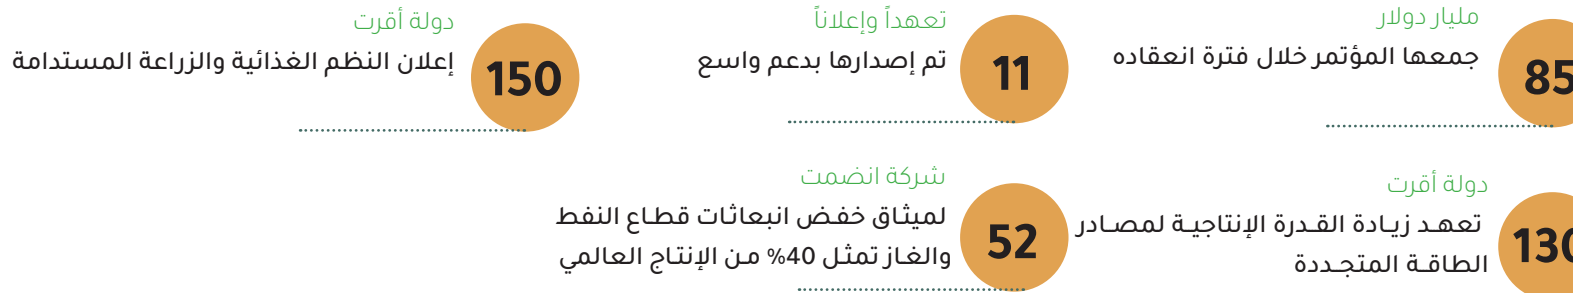 85
مليار دولار
جمعها المؤتمر خلال فترة انعقاده
11
تعهداً وإعلاناً
تم إصدارها بدعم واسع
150
دولة أقرت
إعلان النظم الغذائية والزراعة المستدامة
130
دولة أقرت
تعهد زيادة القدرة الإنتاجية لمصادر
الطاقة المتجددة
52
شركة انضمت
لميثاق خفض انبعاثات قطاع النفط
والغاز تمثل 40% من الإنتاج العالمي